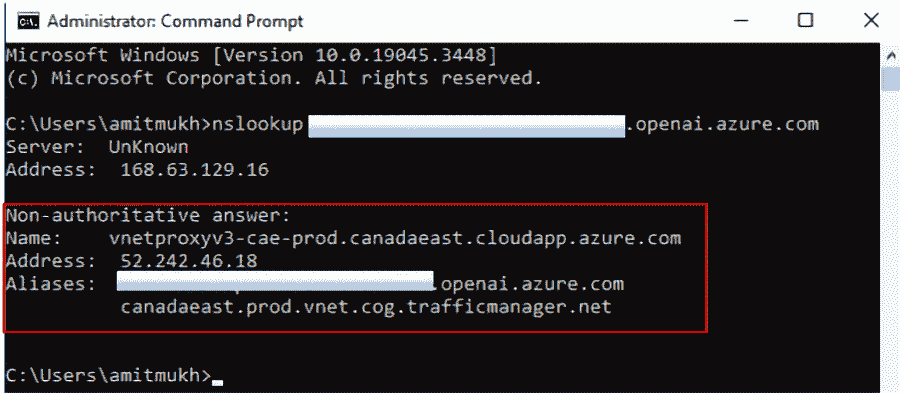 Administrator: Command Prompt
Microsoft Windows [Version 10.0.19045.3448]
(c) Microsoft Corporation. All rights reserved.
C:\Users\amitmukh>nslookup .openai.azure.com
Server: UnKnown
Address: 168.63.129.16
Non-authoritative answer:
Name: vnetproxyv3-cae-prod.canadaeast.cloudapp.azure.com
Address: 52.242.46.18
Aliases: .openai.azure.com
canadaeast.prod.vnet.cog.trafficmanager.net
C:\Users\amitmukh>